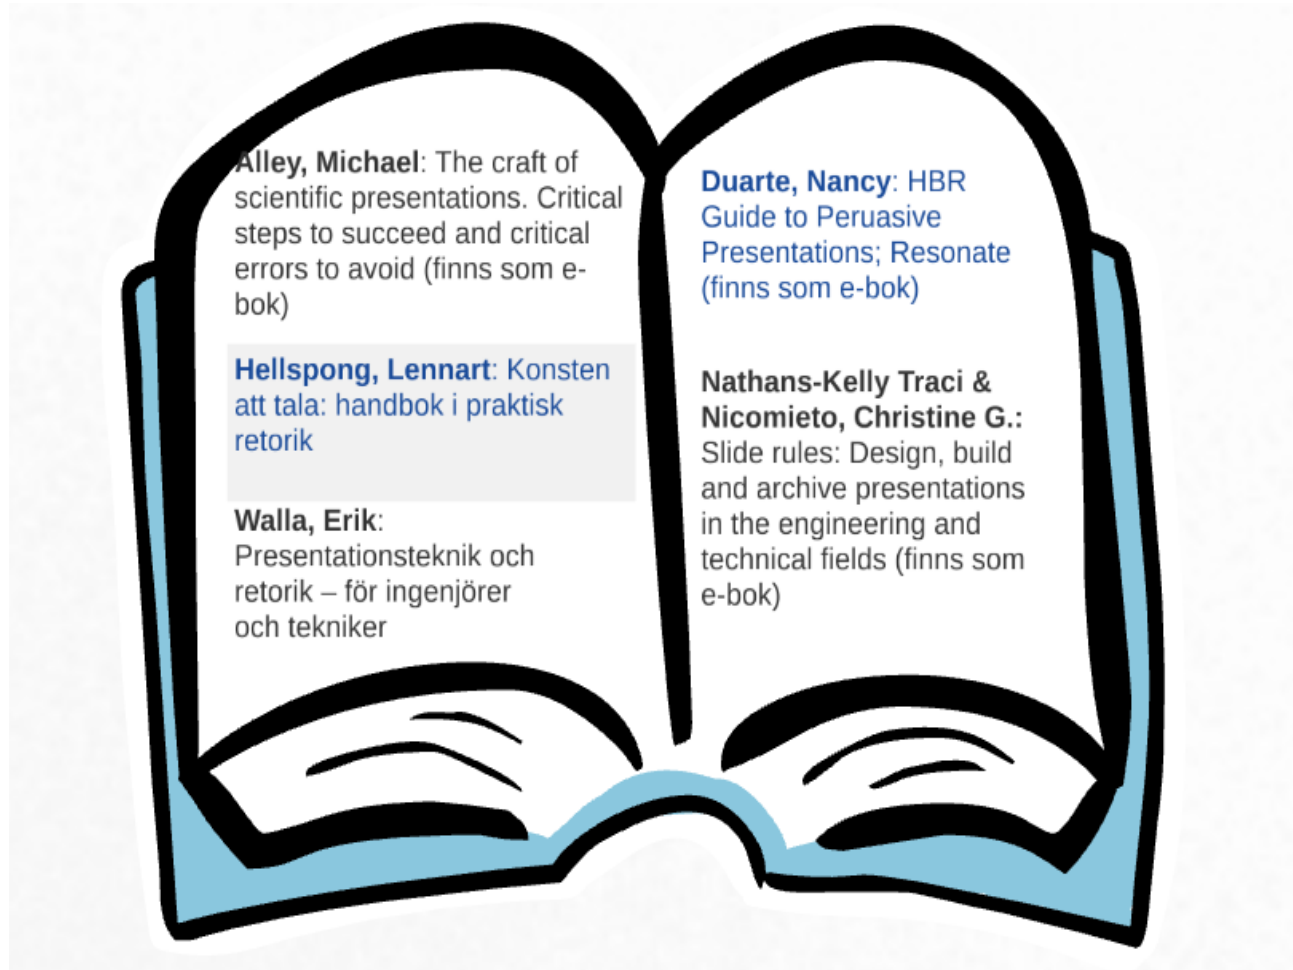 Alley, Michael: The craft of
scientific presentations. Critical
steps to succeed and critical
errors to avoid (finns som e-
bok)
Hellspong, Lennart: Konsten
att tala: handbok i praktisk
retorik
Walla, Erik:
Presentationsteknik och
retorik – för ingenjörer
och tekniker
Duarte, Nancy: HBR
Guide to Peruasive
Presentations; Resonate
(finns som e-bok)
Nathans-Kelly Traci &
Nicomieto, Christine G.:
Slide rules: Design, build
and archive presentations
in the engineering and
technical fields (finns som
e-bok)